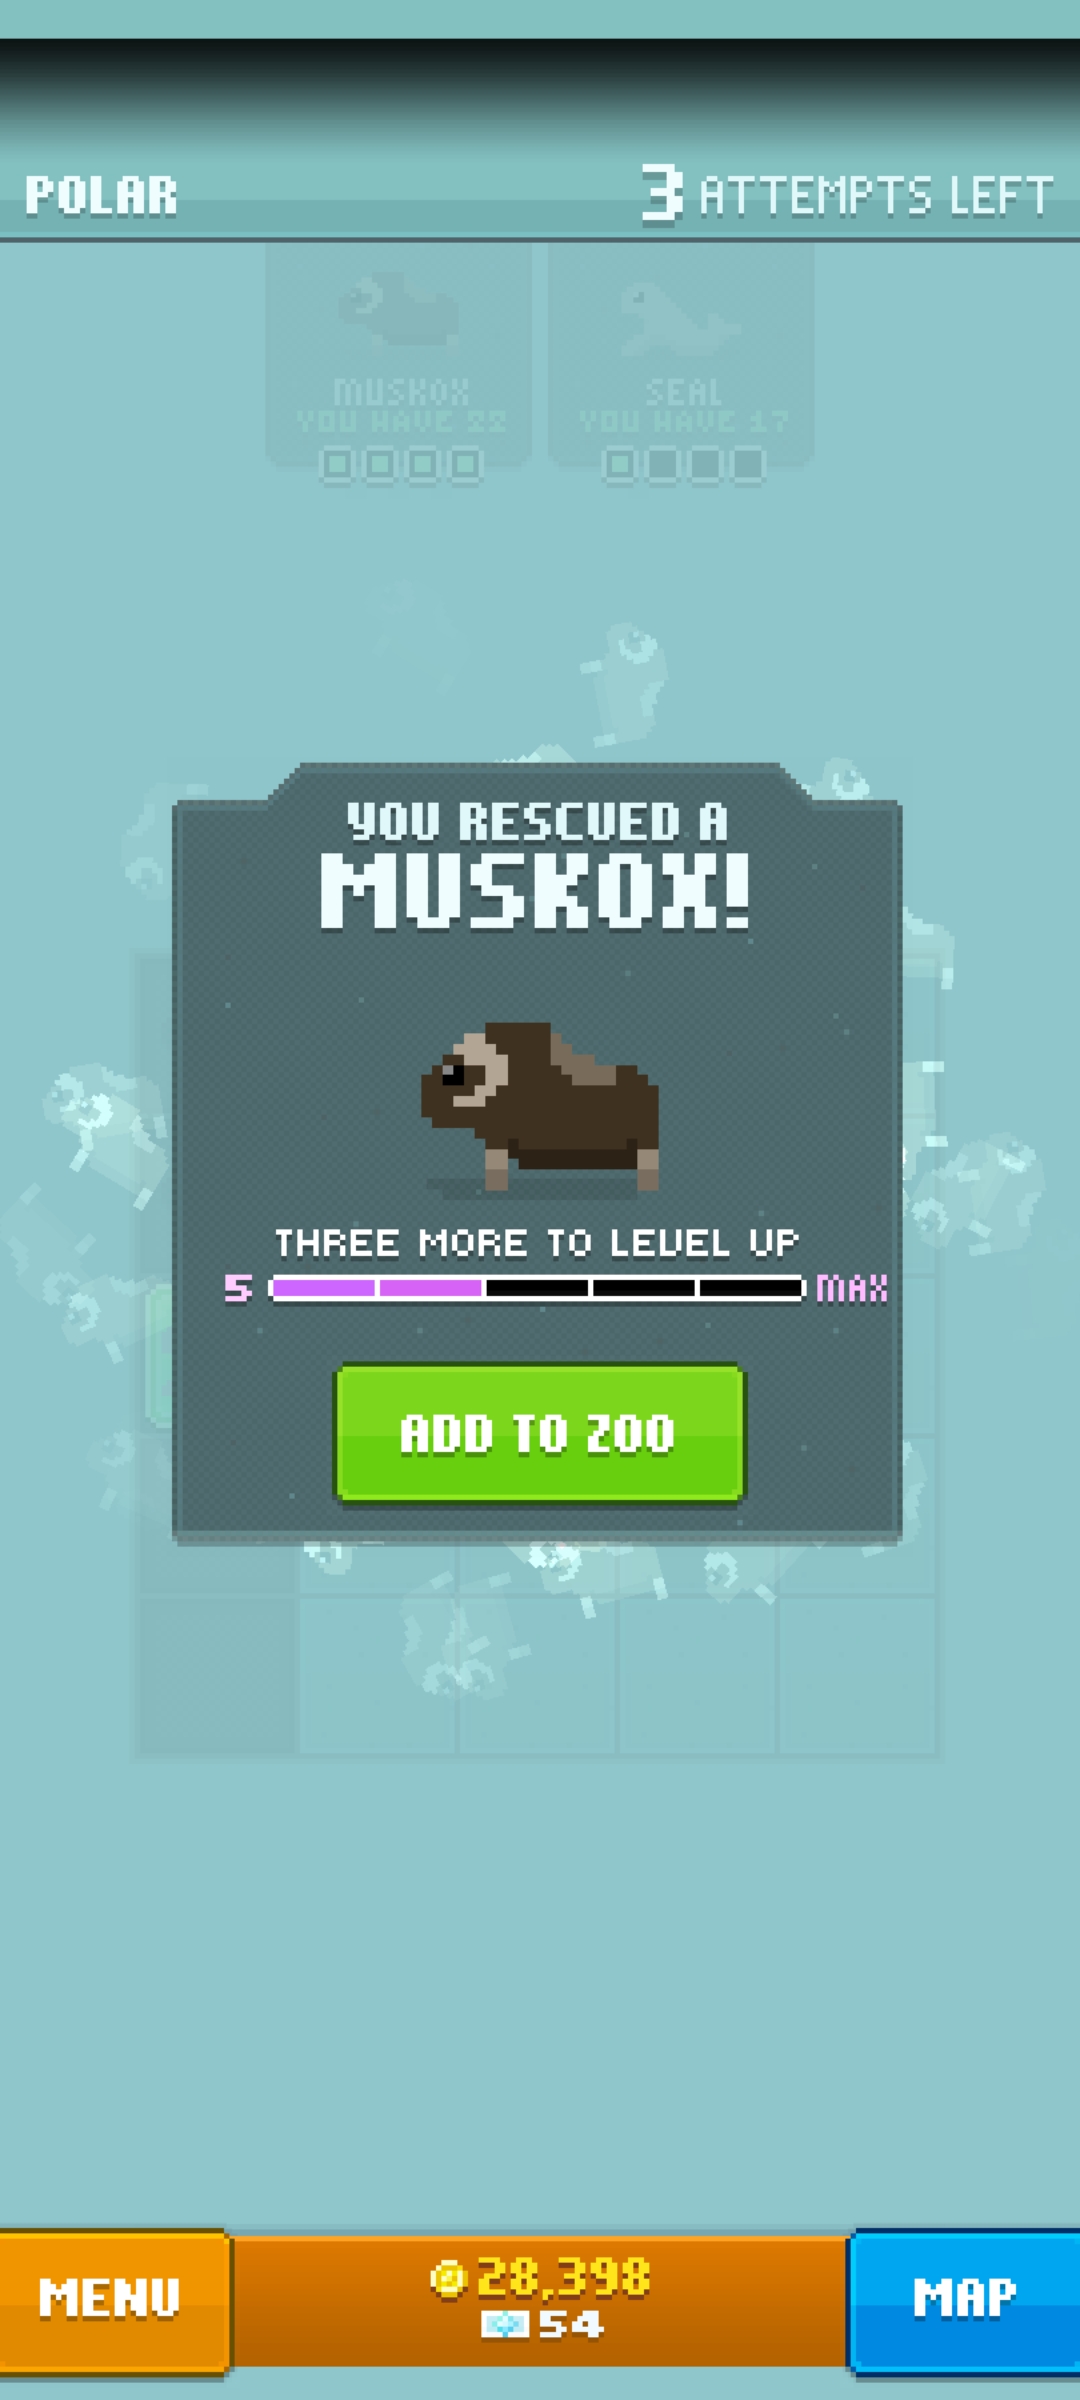 POLAR
3 ATTEMPTS LEFT
MUSKOX
YOU HAVE 22
SEAL
YOU HAVE 17
YOU RESCUED A
MUSKOX!
THREE MORE TO LEVEL UP
5 MAX
ADD TO ZOO
MENU
28,398
54
MAP